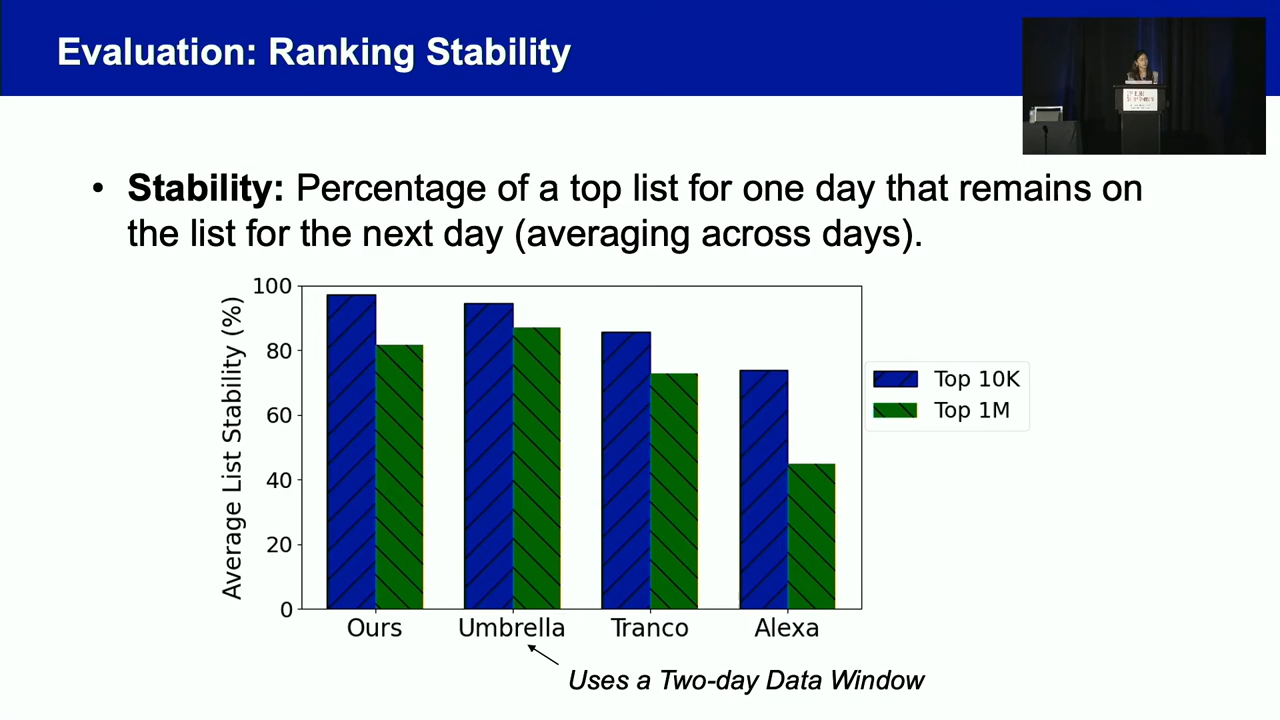 Evaluation: Ranking Stability
• Stability: Percentage of a top list for one day that remains on
the list for the next day (averaging across days).
Average List Stability (%)
100
80
60
40
20
0
Ours Umbrella Tranco Alexa
Top 10K
Top 1M
Uses a Two-day Data Window